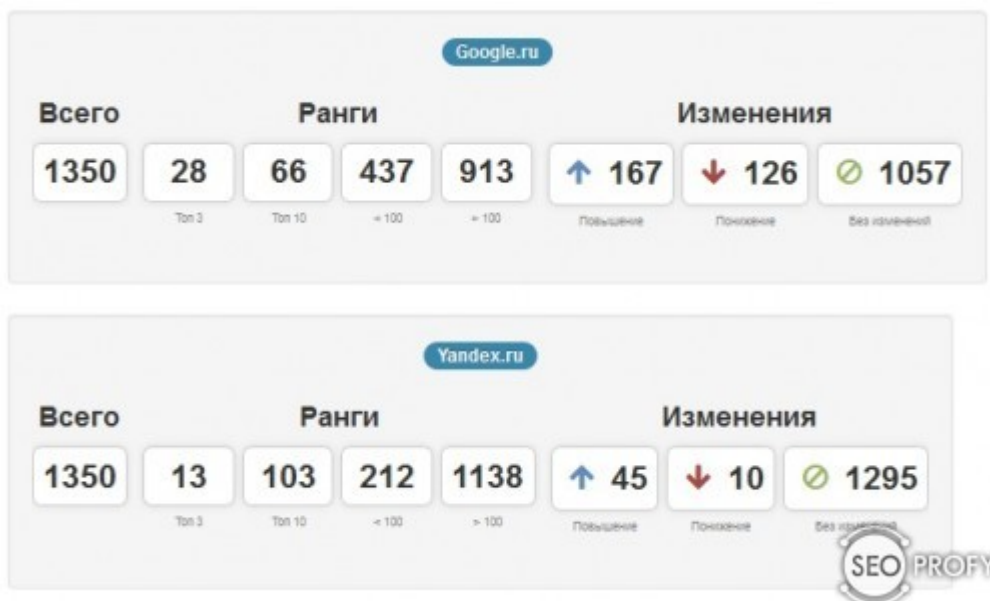 Google.ru
Всего Ранги Изменения
1350 28 66 437 913 167 126 1057
Топ 3 Топ 10 < 100 > 100 Повышение Понижение Без изменений
Yandex.ru
Всего Ранги Изменения
1350 13 103 212 1138 45 10 1295
Топ 3 Топ 10 < 100 > 100 Повышение Понижение Без изменений
SEO PROFY